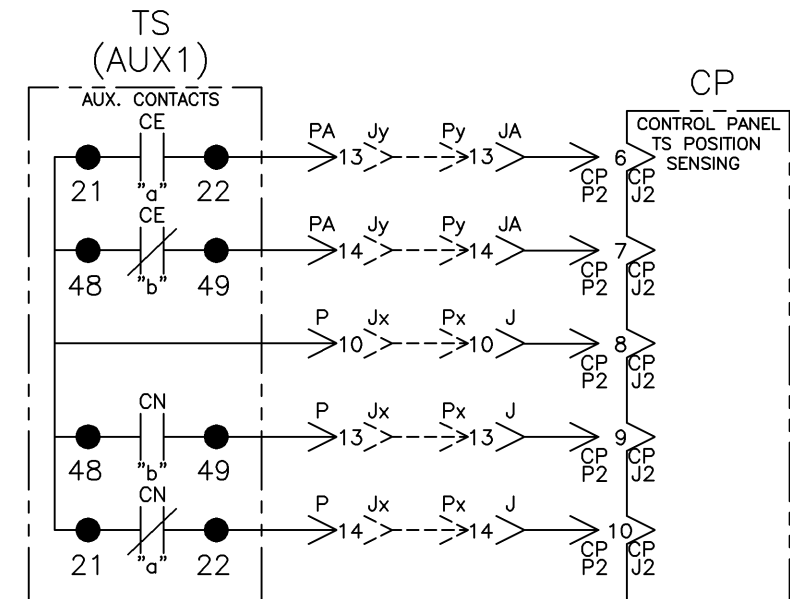 TS
(AUX1)
CP
AUX. CONTACTS
CONTROL PANEL
TS POSITION
SENSING
CE
PA Jy Py JA
13 13 6
21 "a" 22
CP CP
P2 J2
CE
PA Jy Py JA
14 14 7
48 "b" 49
CP CP
P2 J2
P Jx Px J
10 10 8
CP CP
P2 J2
CN
P Jx Px J
13 13 9
48 "b" 49
CP CP
P2 J2
CN
P Jx Px J
14 14 10
21 "a" 22
CP CP
P2 J2